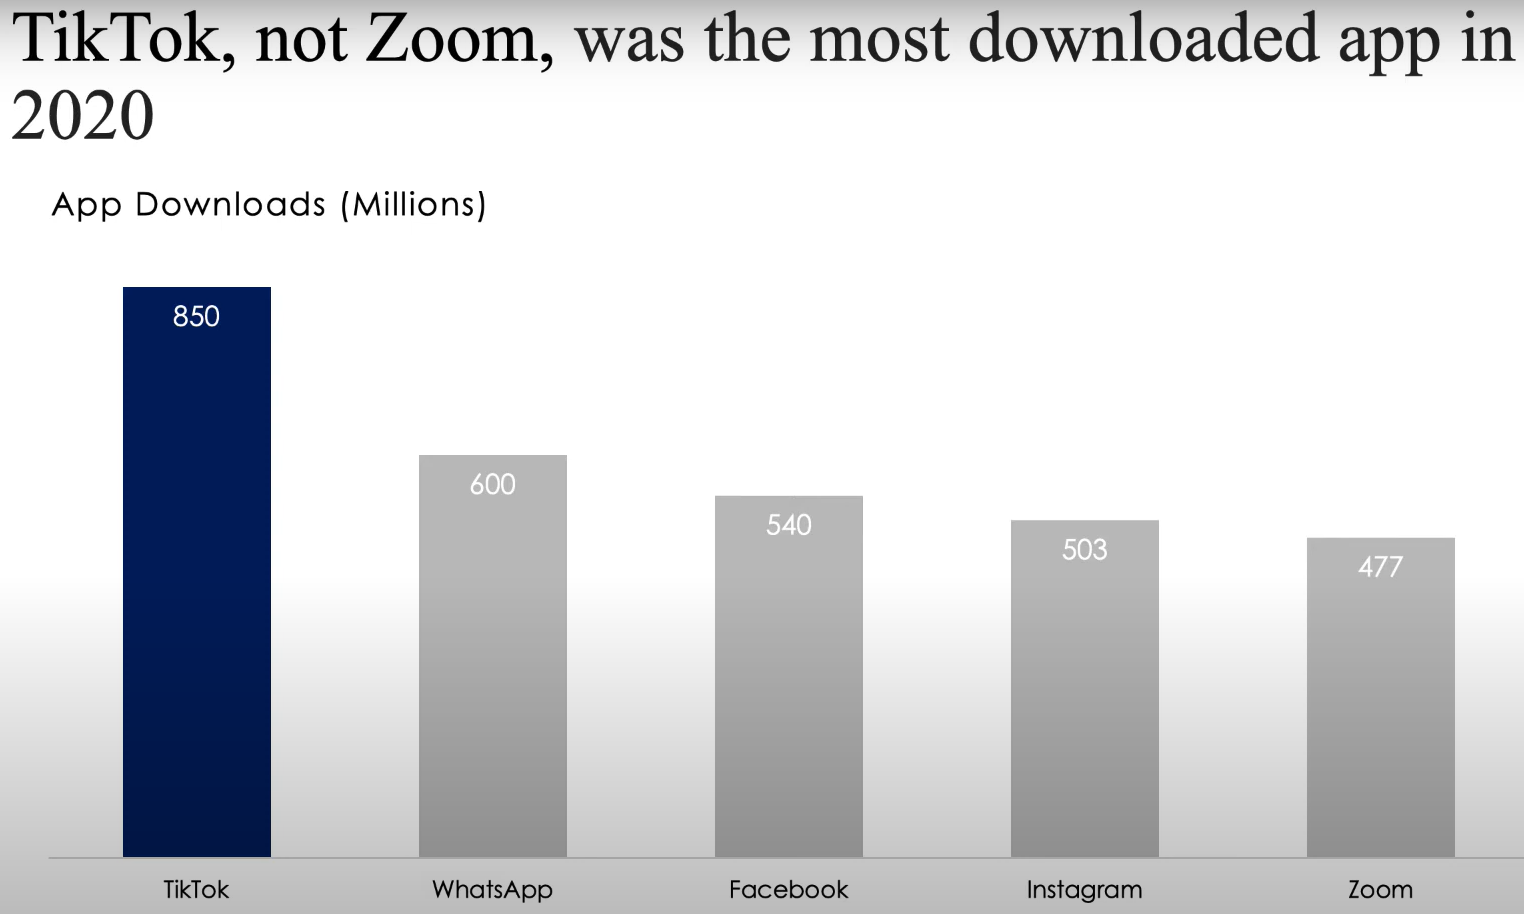 TikTok, not Zoom, was the most downloaded app in
2020
App Downloads (Millions)
850
600
540
503
477
TikTok WhatsApp Facebook Instagram Zoom